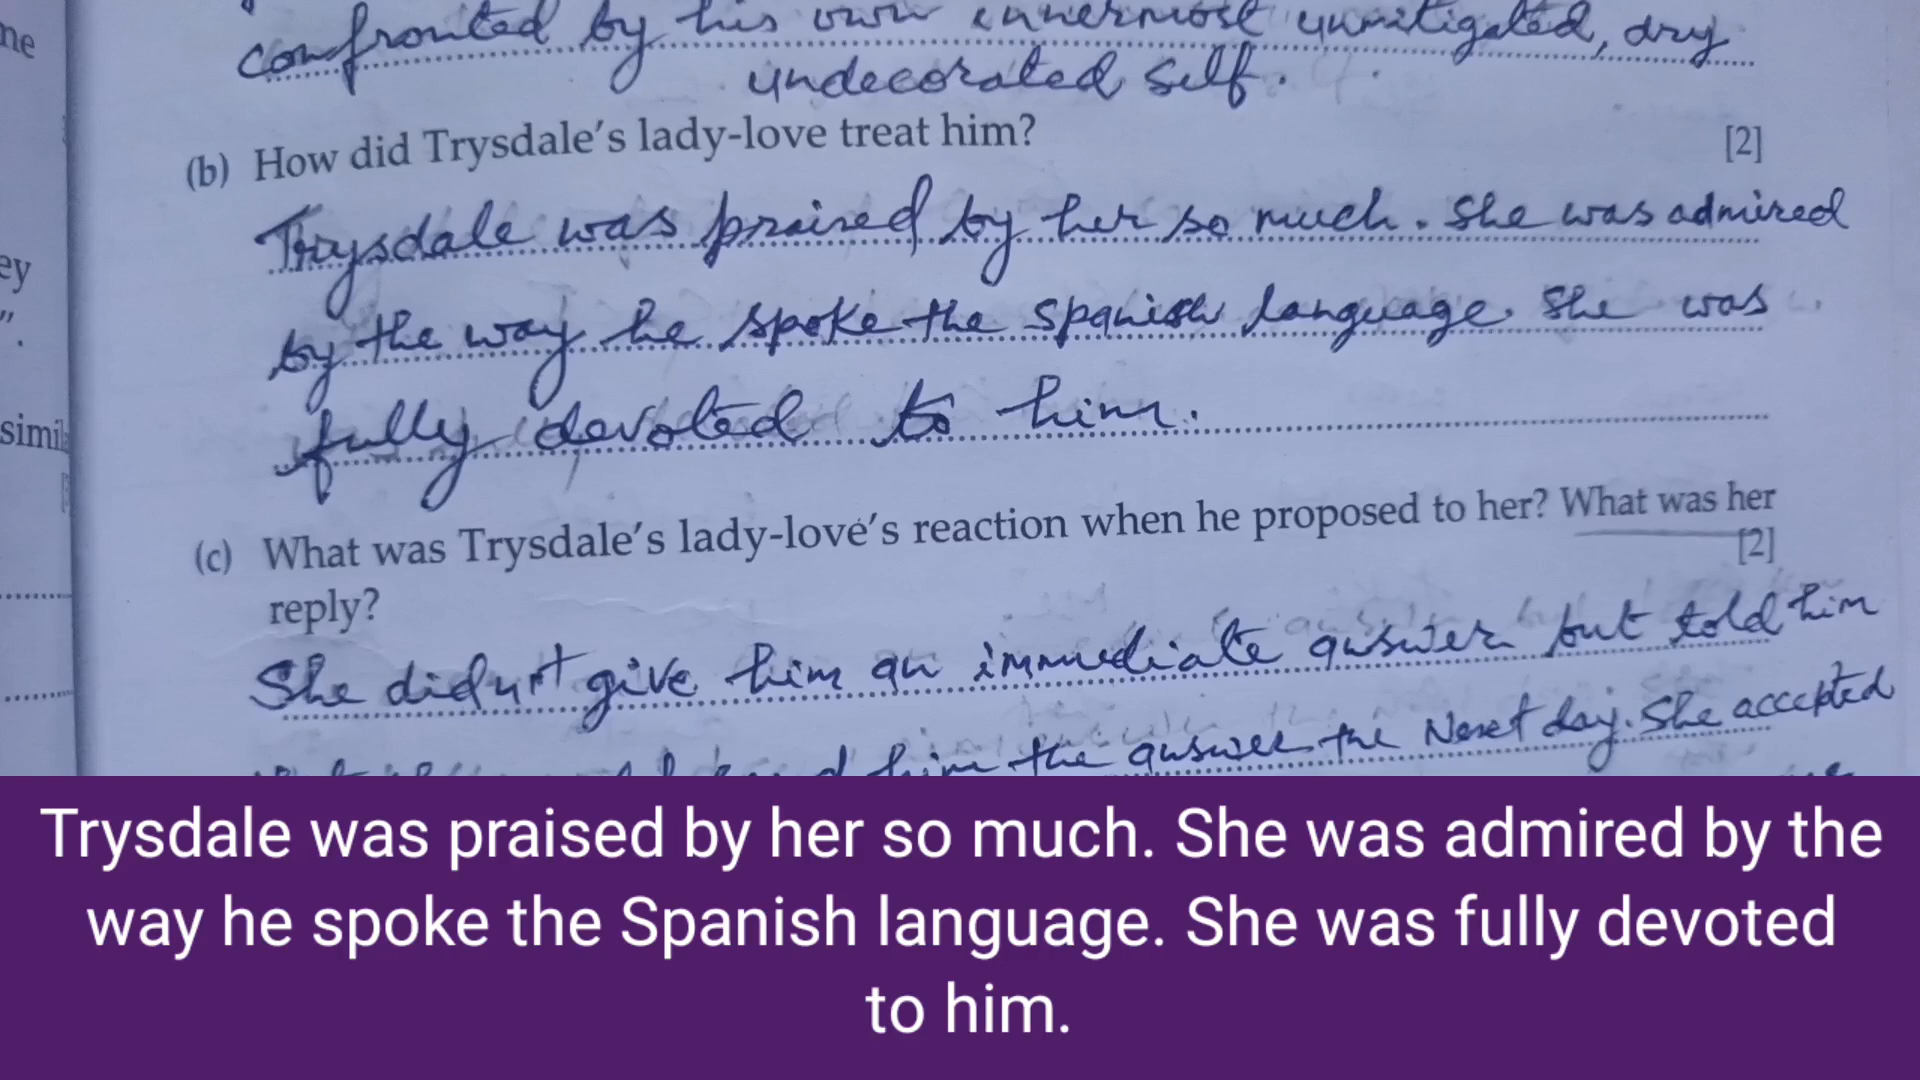 ne
confronted by his own innermost unmitigated, dry
undecorated self.
(b) How did Trysdale's lady-love treat him? [2]
Trysdale was praised by her so much. She was admired
ey
by the way he spoke the Spanish language. She was
".
fully devoted to him.
simil
(c) What was Trysdale's lady-love's reaction when he proposed to her? What was her
reply? [2]
She didn't give him an immediate answer but told him
him the answer the Next day. She accepted
Trysdale was praised by her so much. She was admired by the
way he spoke the Spanish language. She was fully devoted
to him.